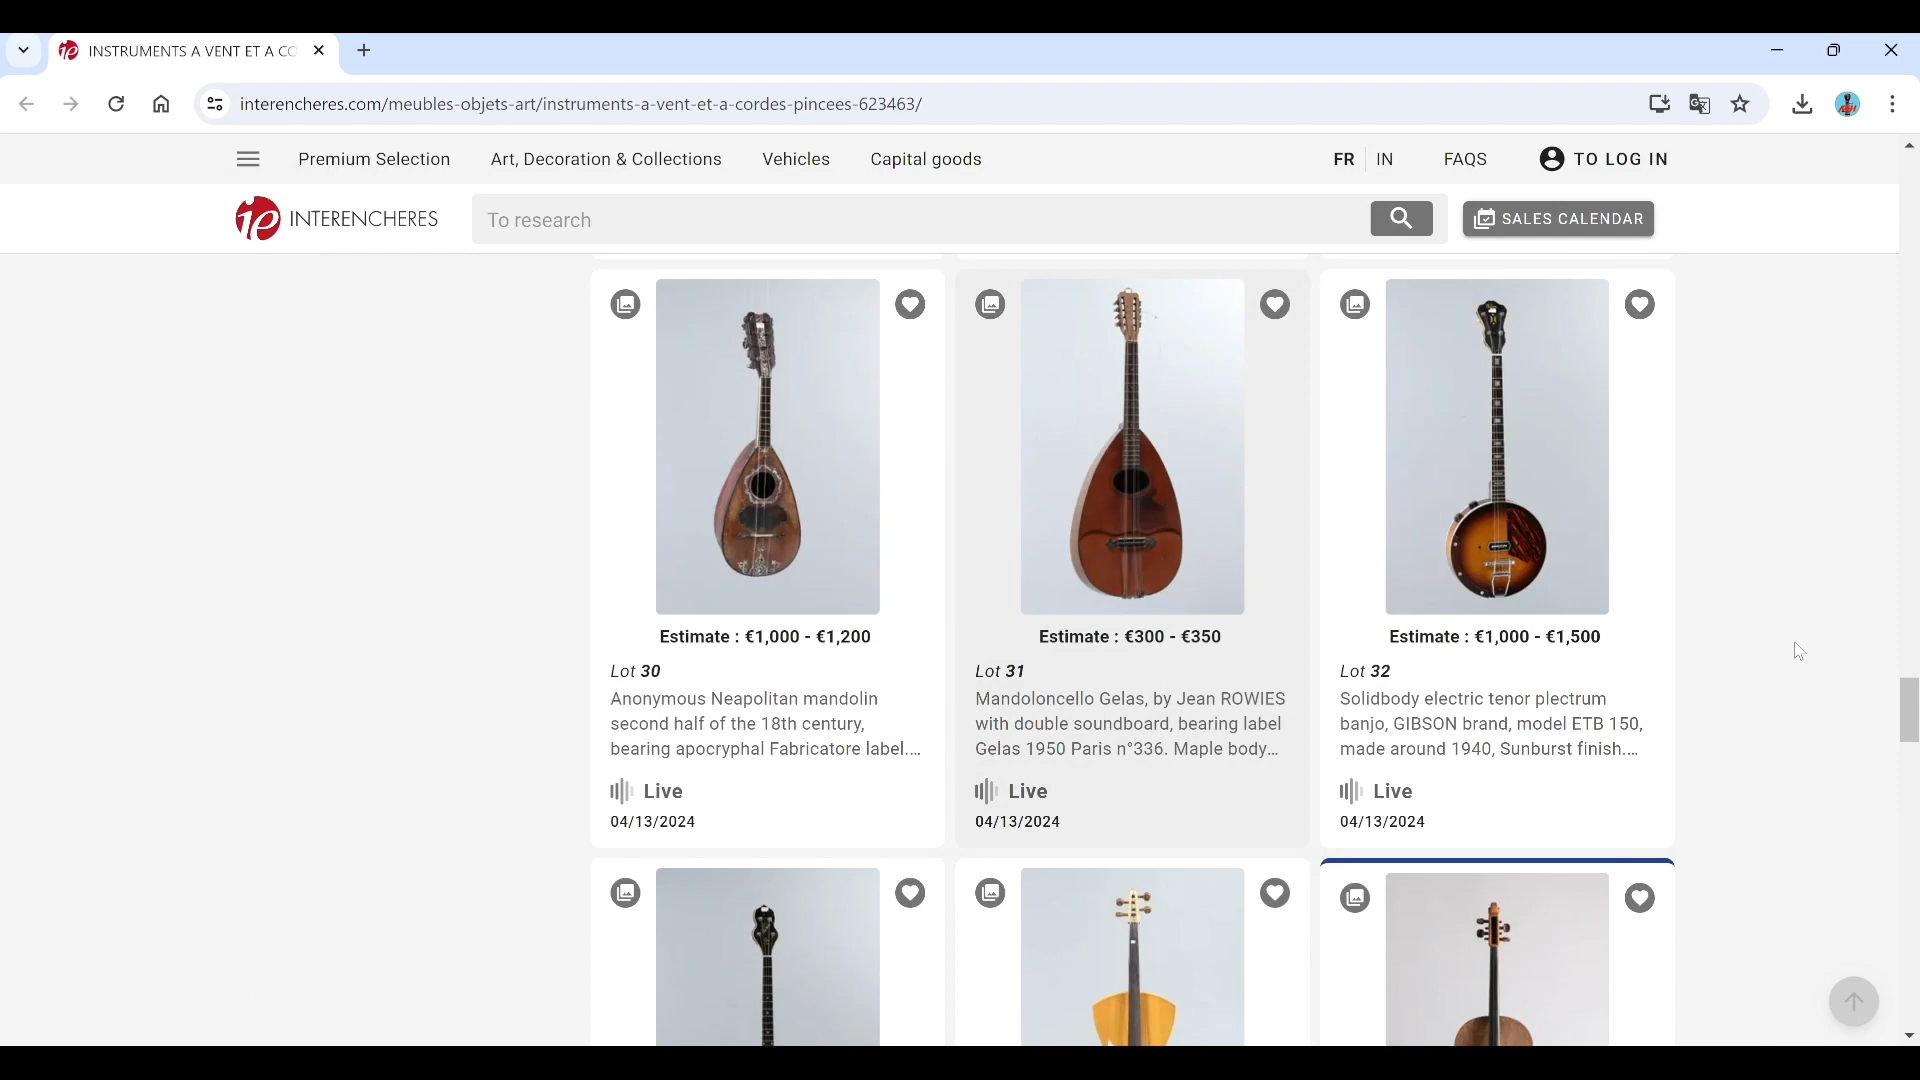 INSTRUMENTS A VENT ET A CO
interencheres.com/meubles-objets-art/instruments-a-vent-et-a-cordes-pincees-623463/
Premium Selection Art, Decoration & Collections Vehicles Capital goods FR IN FAQS TO LOG IN
INTERENCHERES To research SALES CALENDAR
Estimate : €1,000 - €1,200
Lot 30
Anonymous Neapolitan mandolin
second half of the 18th century,
bearing apocryphal Fabricatore label....
Live
04/13/2024
Estimate : €300 - €350
Lot 31
Mandoloncello Gelas, by Jean ROWIES
with double soundboard, bearing label
Gelas 1950 Paris n°336. Maple body...
Live
04/13/2024
Estimate : €1,000 - €1,500
Lot 32
Solidbody electric tenor plectrum
banjo, GIBSON brand, model ETB 150,
made around 1940, Sunburst finish....
Live
04/13/2024